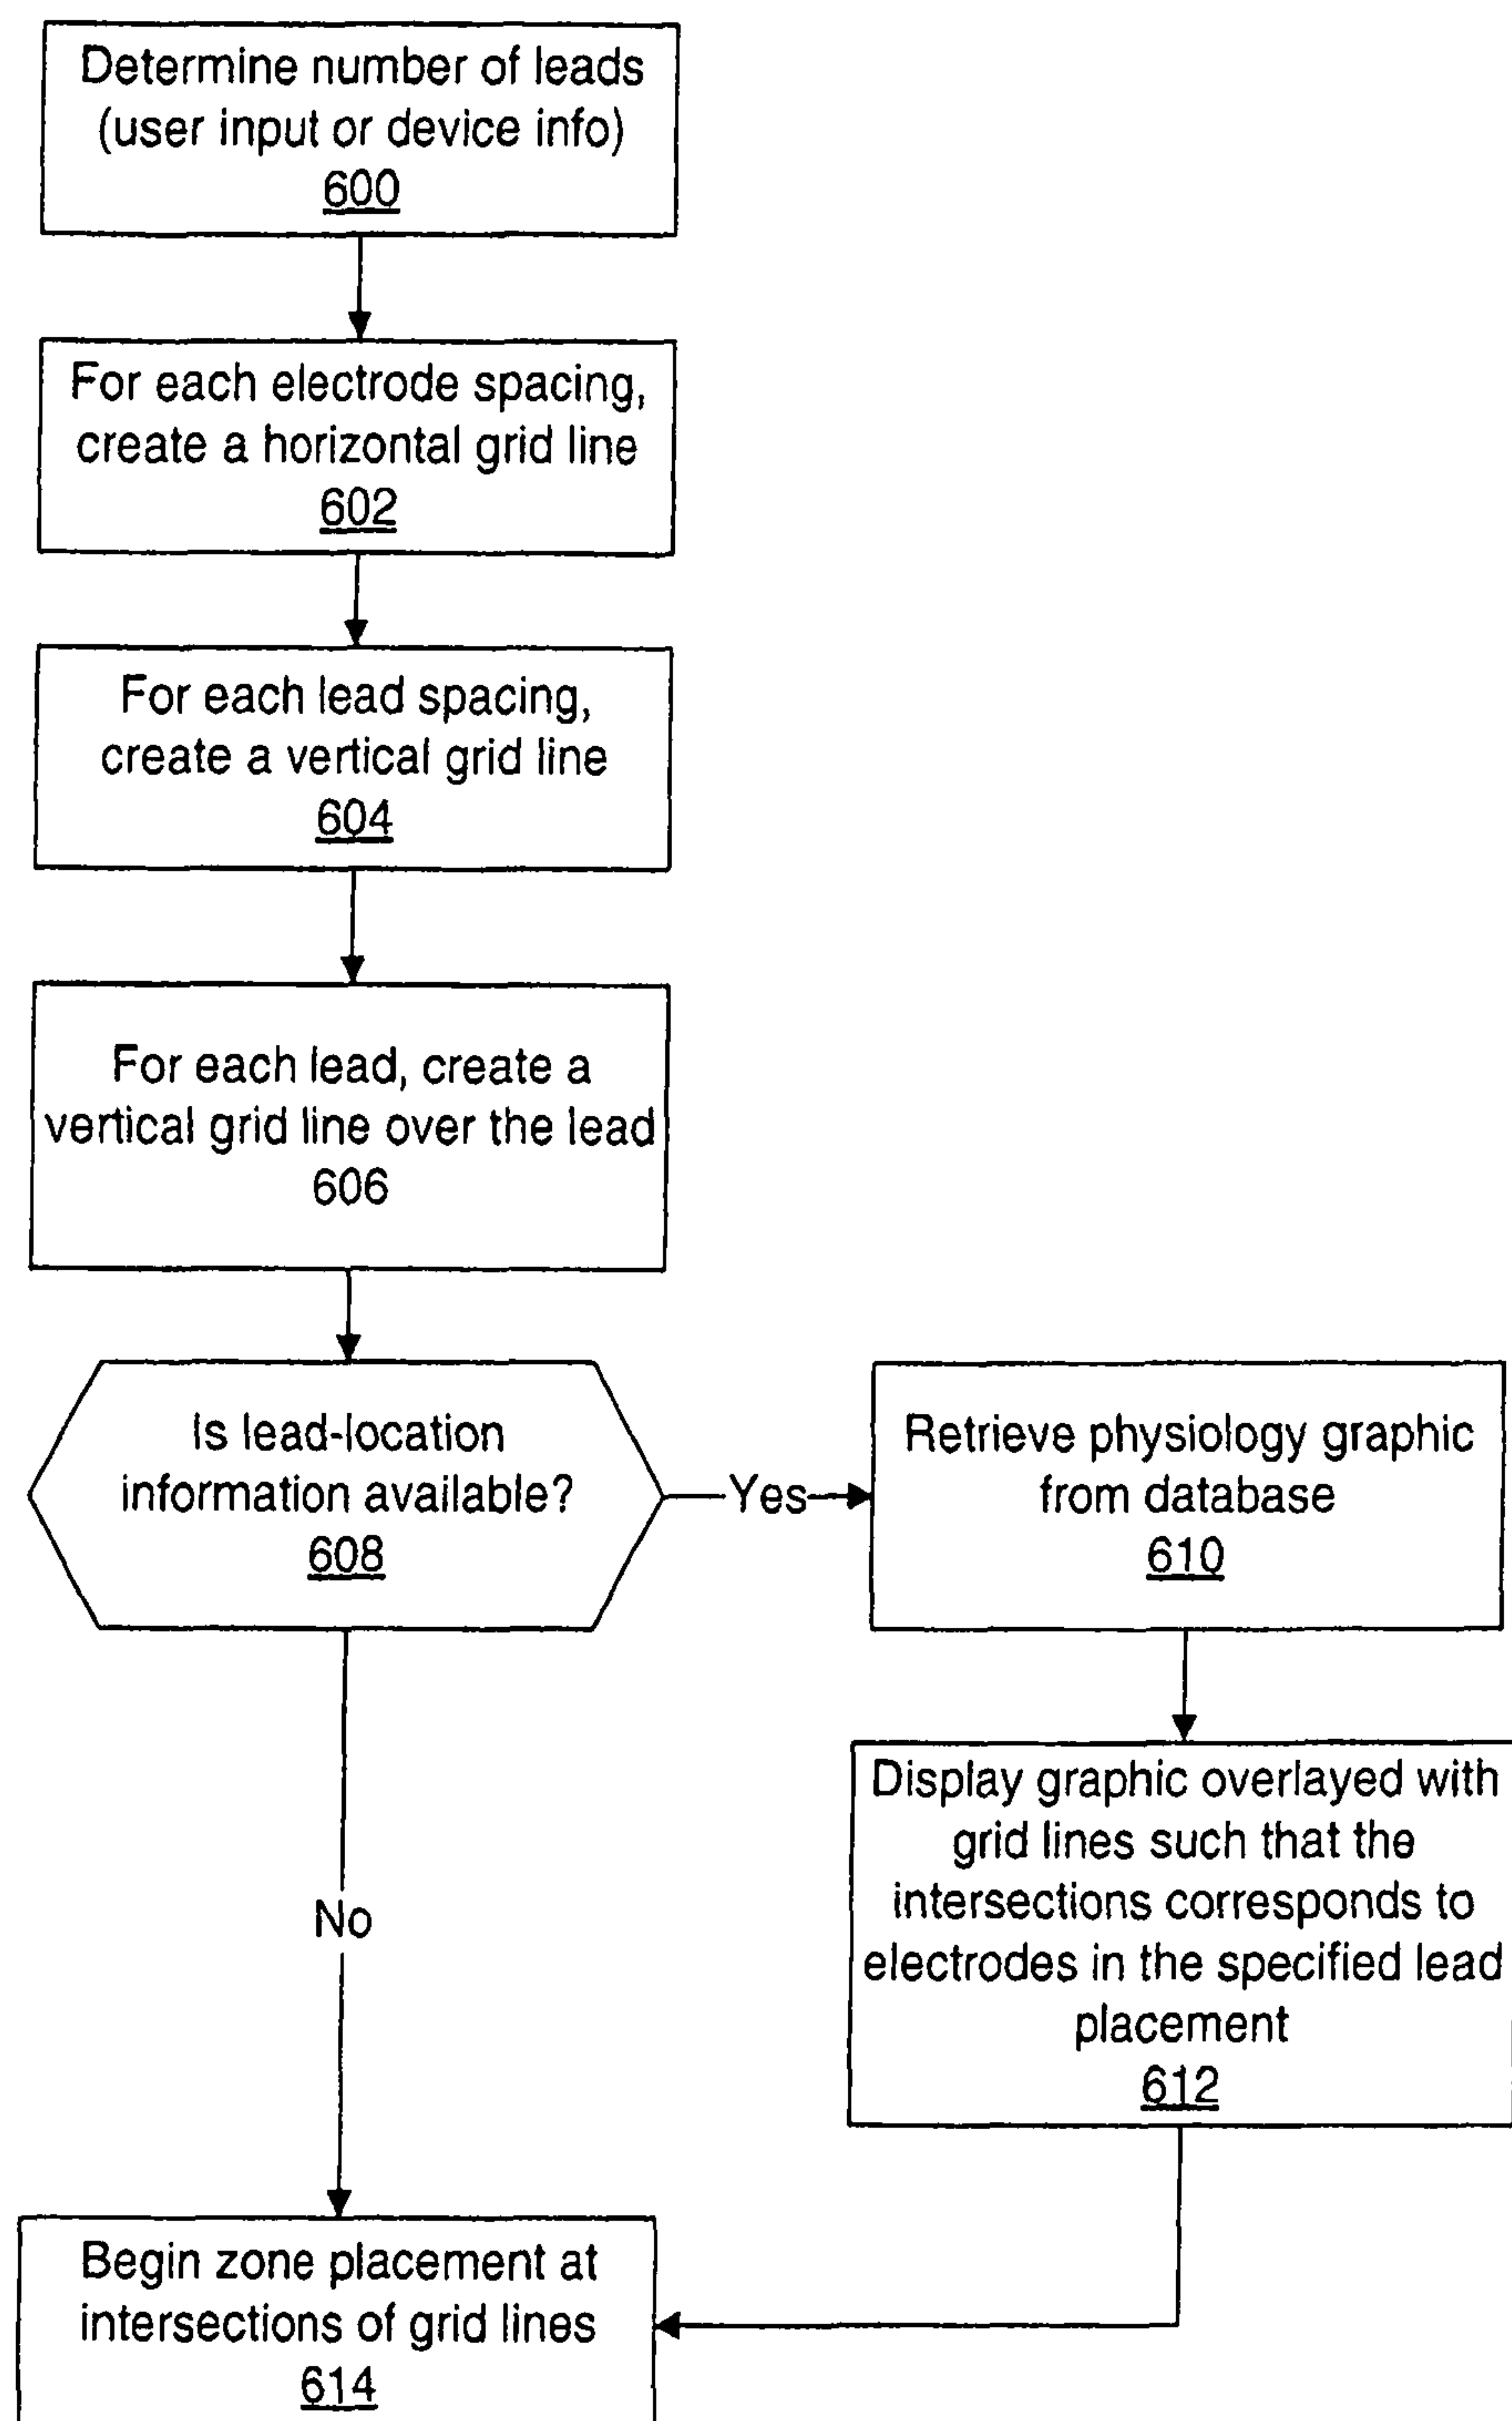 Determine number of leads
(user input or device info)
600
For each electrode spacing,
create a horizontal grid line
602
For each lead spacing,
create a vertical grid line
604
For each lead, create a
vertical grid line over the lead
606
Is lead-location
information available?
608
Yes
Retrieve physiology graphic
from database
610
Display graphic overlayed with
grid lines such that the
intersections corresponds to
electrodes in the specified lead
placement
612
No
Begin zone placement at
intersections of grid lines
614